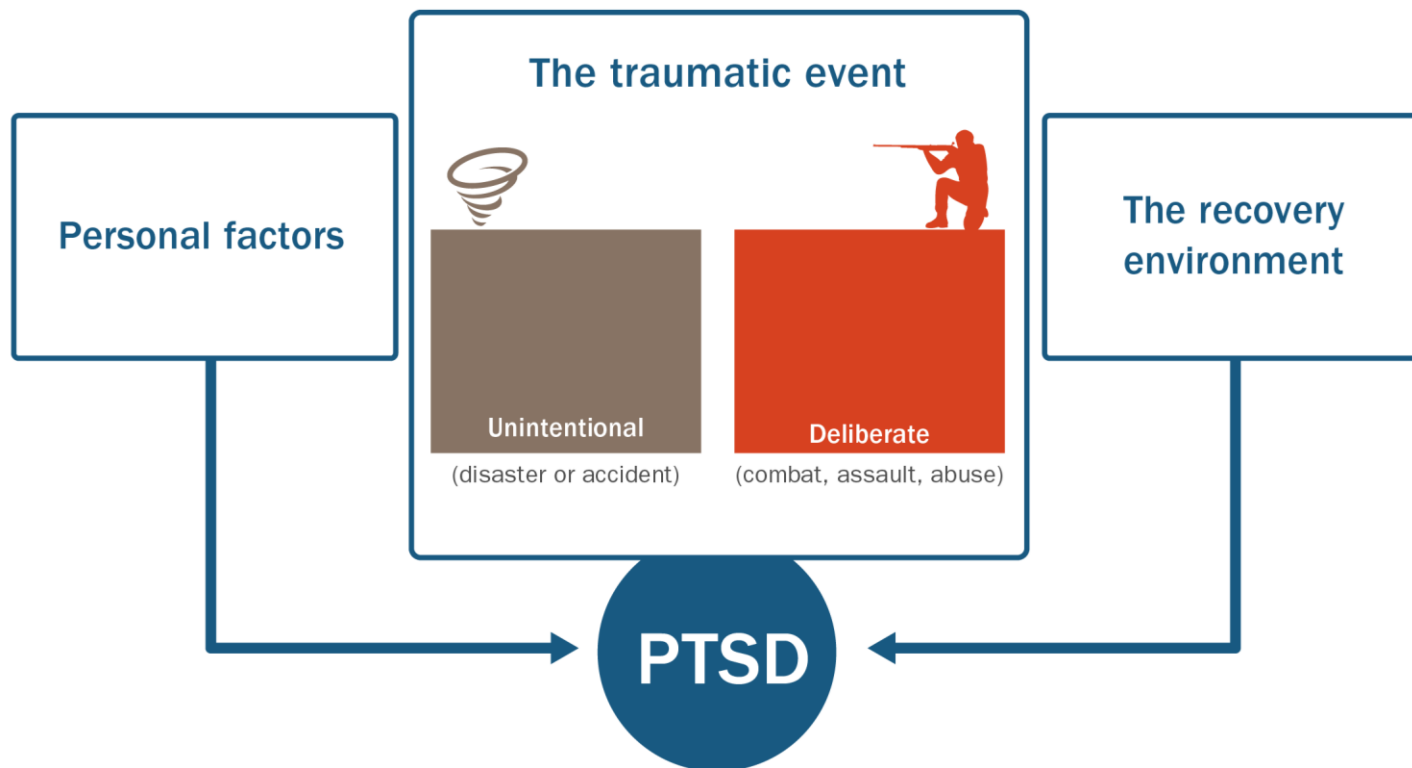 The traumatic event
Personal factors
The recovery
environment
Unintentional
Deliberate
(disaster or accident)
(combat, assault, abuse)
PTSD